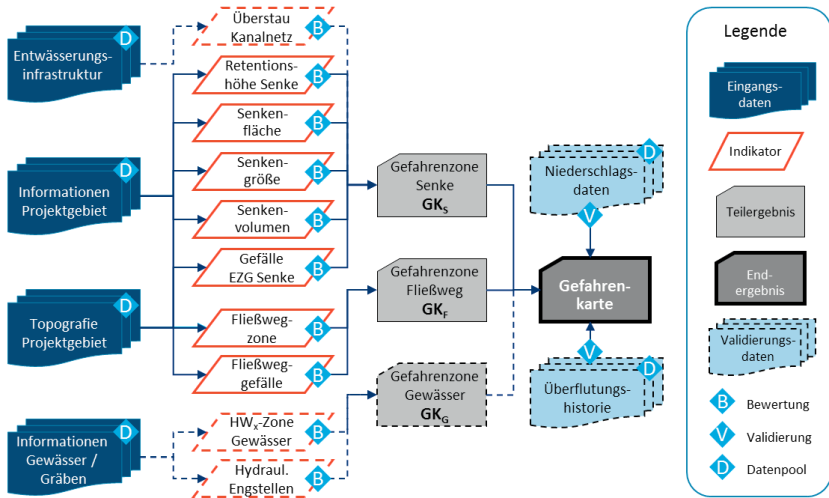 D
Entwässerungs-
infrastruktur
D
Informationen
Projektgebiet
D
Topografie
Projektgebiet
D
Informationen
Gewässer /
Gräben
Überstau
Kanalnetz
B
Retentions-
höhe Senke
B
Senken-
fläche
B
Senken-
größe
B
Senken-
volumen
B
Gefälle
EZG Senke
B
Fließweg-
zone
B
Fließweg-
gefälle
B
HWx-Zone
Gewässer
B
Hydraul.
Engstellen
B
Gefahrenzone
Senke
GKS
Gefahrenzone
Fließweg
GKF
Gefahrenzone
Gewässer
GKG
D
Niederschlags-
daten
V
Gefahren-
karte
V
D
Überflutungs-
historie
Legende
Eingangs-
daten
Indikator
Teilergebnis
End-
ergebnis
Validierungs-
daten
B Bewertung
V Validierung
D Datenpool